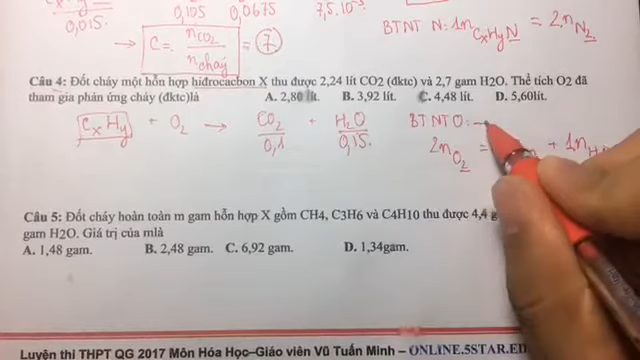 0,015. 0,105 0,0675 7,5.10⁻³
→ C = nCO2 / ncháy = 7
BTNT N: 1nCxHyN = 2.nN2
Câu 4: Đốt cháy một hỗn hợp hiđrocacbon X thu được 2,24 lít CO2 (đktc) và 2,7 gam H2O. Thể tích O2 đã
tham gia phản ứng cháy (đktc)là A. 2,80 lít. B. 3,92 lít. C. 4,48 lít. D. 5,60lít.
CxHy + O2 → CO2 + H2O BTNTO:
0,1 0,15. 2nO2 = + 1n
Câu 5: Đốt cháy hoàn toàn m gam hỗn hợp X gồm CH4, C3H6 và C4H10 thu được 4,4
gam H2O. Giá trị của mlà
A. 1,48 gam. B. 2,48 gam. C. 6,92 gam. D. 1,34gam.
Luyện thi THPT QG 2017 Môn Hóa Học–Giáo viên Vũ Tuấn Minh – ONLINE.5STAR.ED